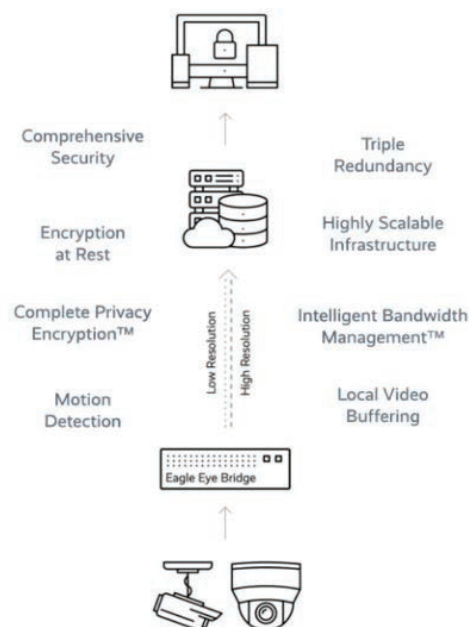 Comprehensive
Security
Triple
Redundancy
Encryption
at Rest
Highly Scalable
Infrastructure
Complete Privacy
Encryption™
Low Resolution
High Resolution
Intelligent Bandwidth
Management™
Motion
Detection
Local Video
Buffering
Eagle Eye Bridge